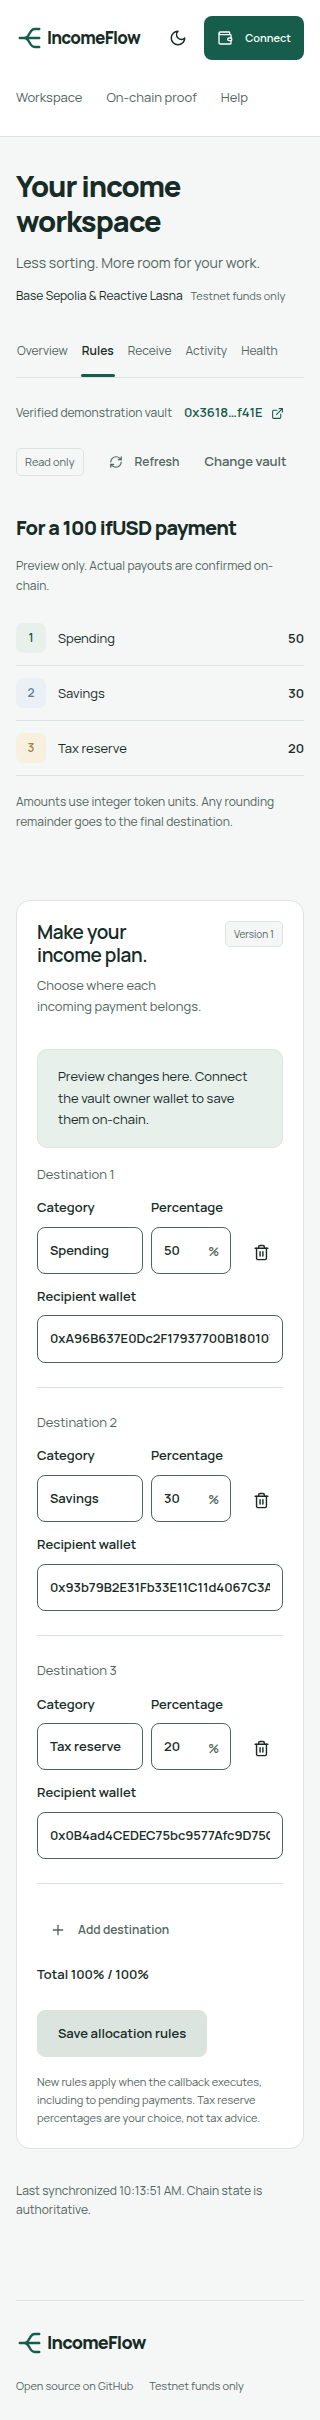 IncomeFlow
Connect
Workspace On-chain proof Help
Your income
workspace
Less sorting. More room for your work.
Base Sepolia & Reactive Lasna Testnet funds only
Overview Rules Receive Activity Health
Verified demonstration vault 0x3618...f41E
Read only Refresh Change vault
For a 100 ifUSD payment
Preview only. Actual payouts are confirmed on-
chain.
1 Spending 50
2 Savings 30
3 Tax reserve 20
Amounts use integer token units. Any rounding
remainder goes to the final destination.
Make your
income plan.
Version 1
Choose where each
incoming payment belongs.
Preview changes here. Connect
the vault owner wallet to save
them on-chain.
Destination 1
Category Percentage
Spending 50 %
Recipient wallet
0xA96B637E0Dc2F17937700B18010
Destination 2
Category Percentage
Savings 30 %
Recipient wallet
0x93b79B2E31Fb33E11C11d4067C3A
Destination 3
Category Percentage
Tax reserve 20 %
Recipient wallet
0x0B4ad4CEDEC75bc9577Afc9D750
Add destination
Total 100% / 100%
Save allocation rules
New rules apply when the callback executes,
including to pending payments. Tax reserve
percentages are your choice, not tax advice.
Last synchronized 10:13:51 AM. Chain state is
authoritative.
IncomeFlow
Open source on GitHub Testnet funds only